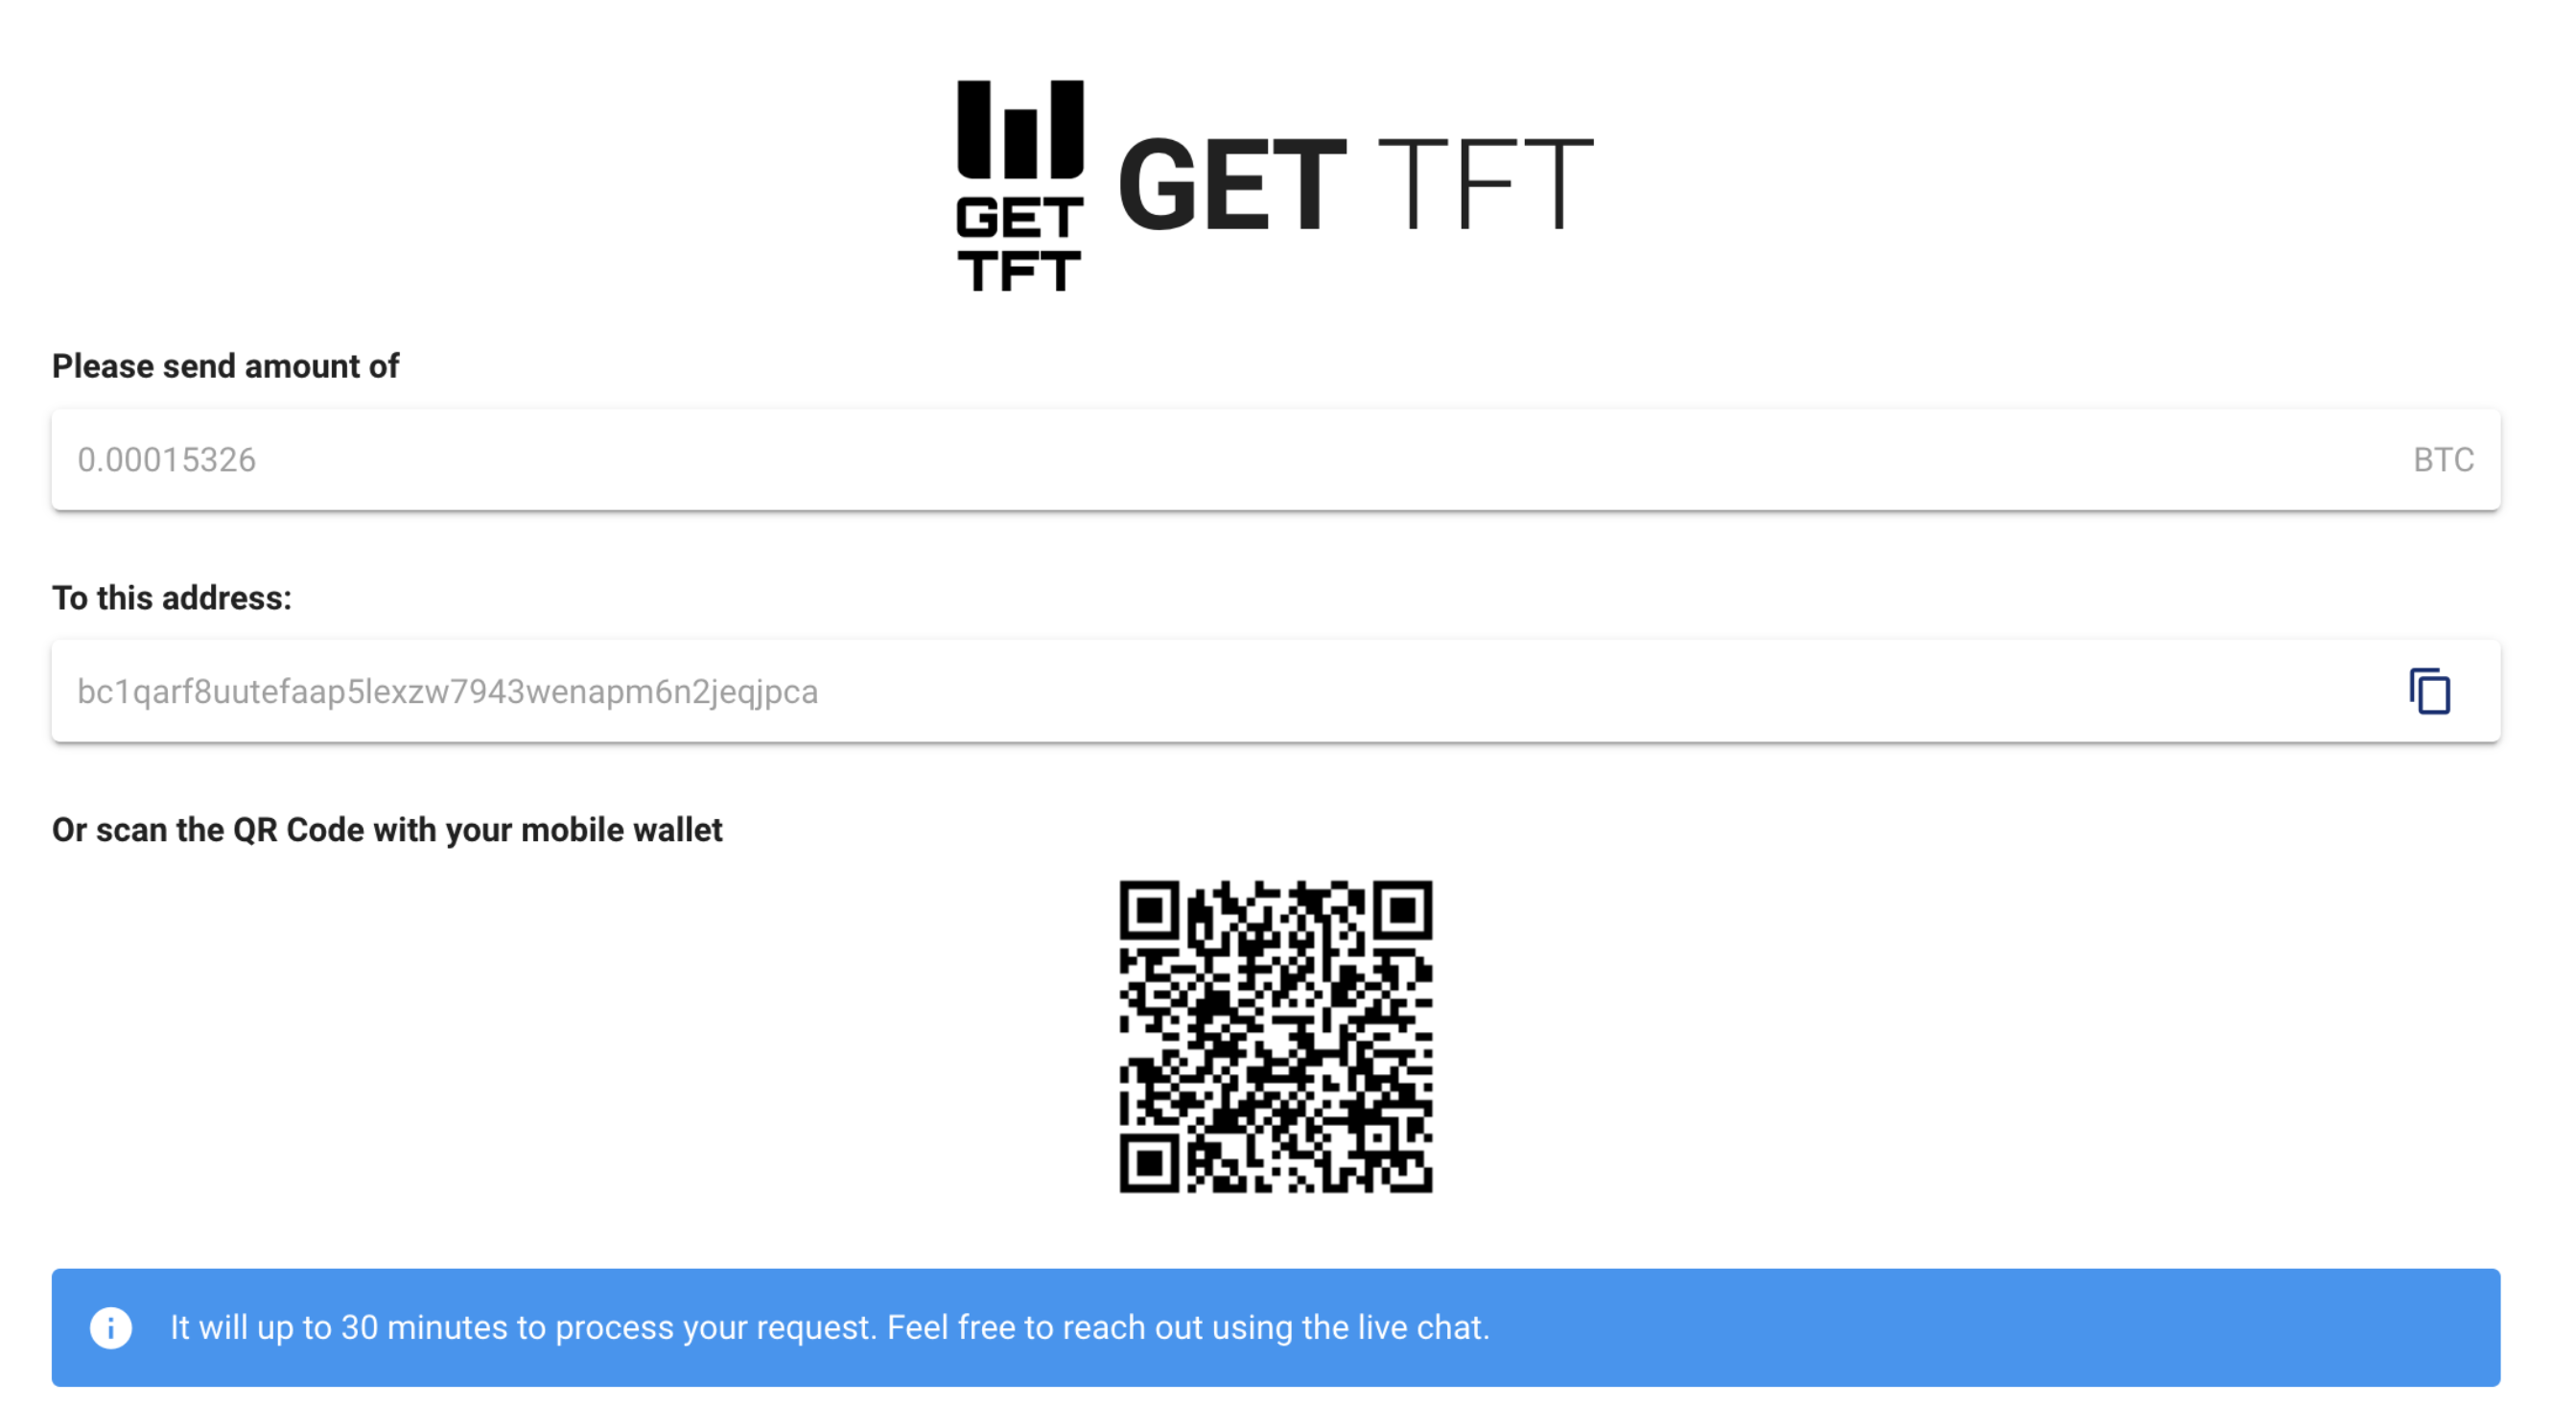 GET
TFT
GET TFT
Please send amount of
0.00015326 BTC
To this address:
bc1qarf8uutefaap5lexzw7943wenapm6n2jeqjpca
Or scan the QR Code with your mobile wallet
It will up to 30 minutes to process your request. Feel free to reach out using the live chat.